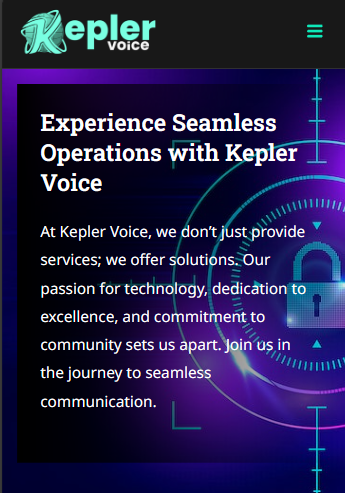 Kepler
voice
Experience Seamless
Operations with Kepler
Voice
At Kepler Voice, we don't just provide
services; we offer solutions. Our
passion for technology, dedication to
excellence, and commitment to
community sets us apart. Join us in
the journey to seamless
communication.